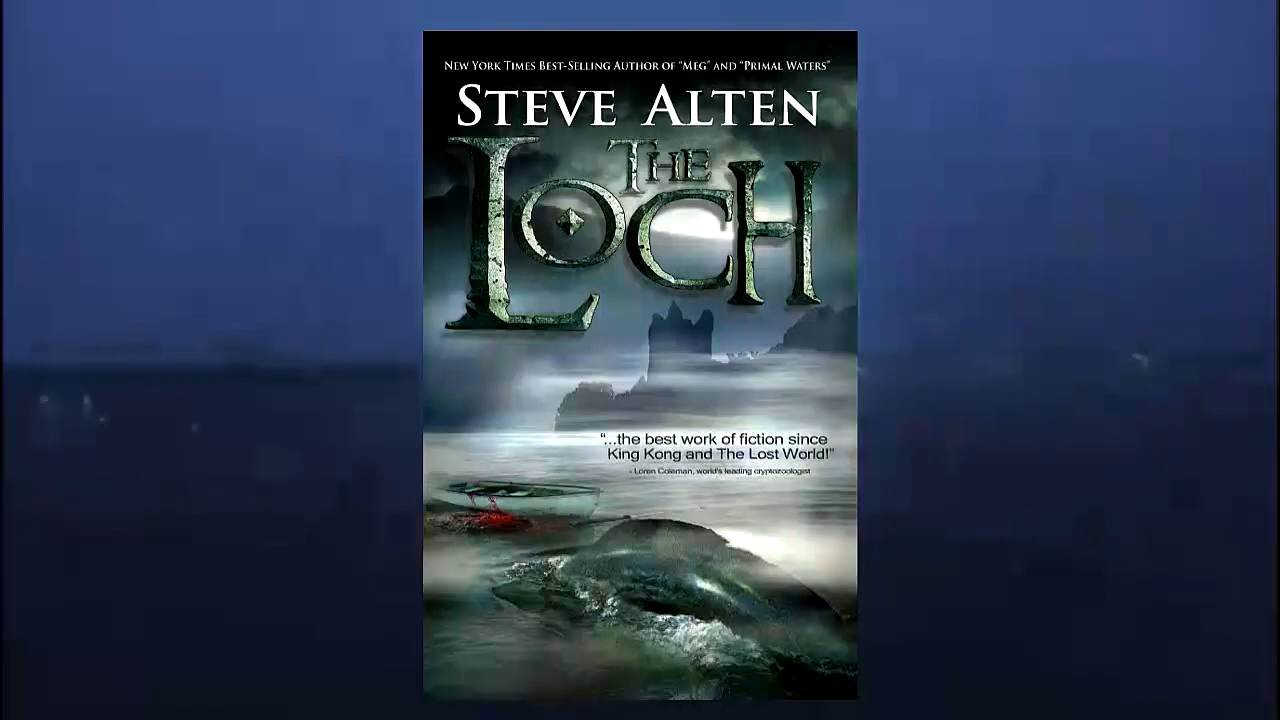 NEW YORK TIMES BEST-SELLING AUTHOR OF "MEG" AND "PRIMAL WATERS"
STEVE ALTEN
THE
LOCH
"...the best work of fiction since
King Kong and The Lost World!"
- Loren Coleman, world's leading cryptozoologist